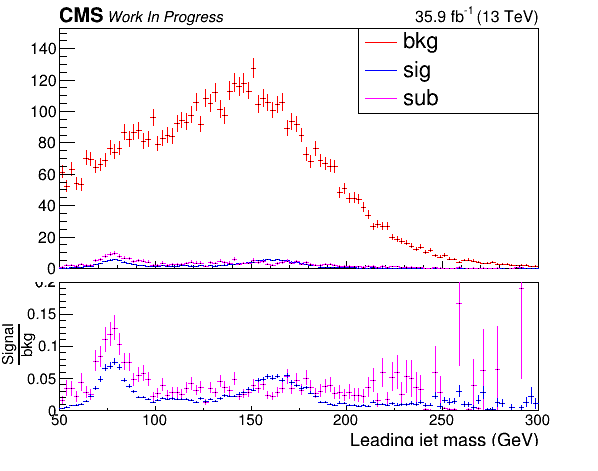 CMS Work In Progress 35.9 fb-1 (13 TeV)
bkg
sig
sub
140
120
100
80
60
40
20
0
0.2
0.15
0.1
0.05
0
Signal
bkg
50 100 150 200 250 300
Leading jet mass (GeV)